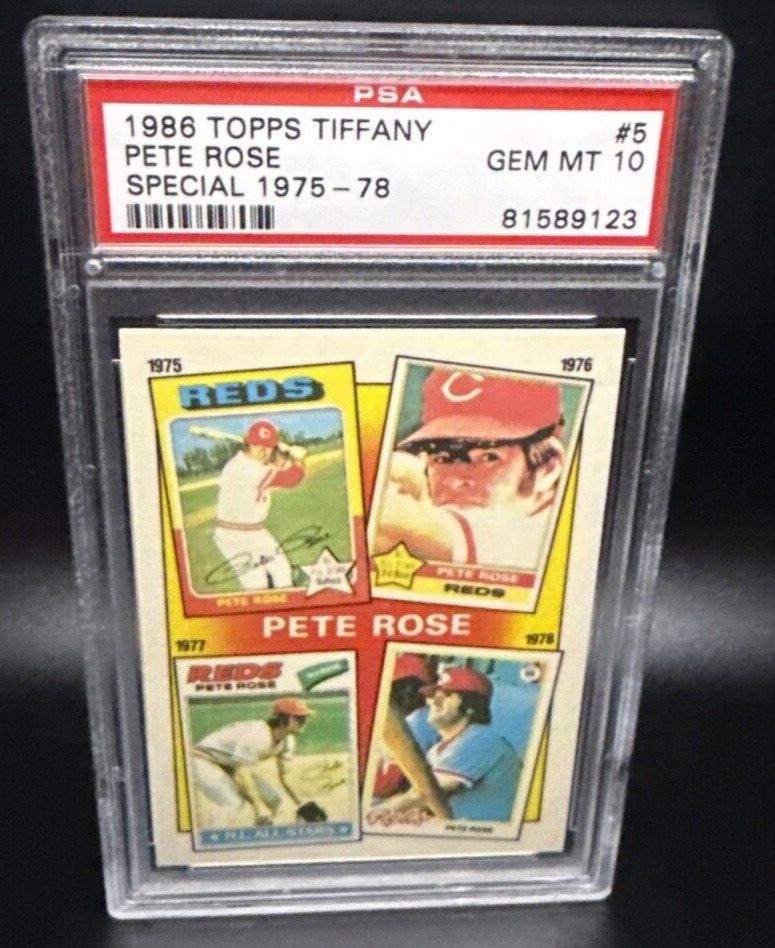 PSA
1986 TOPPS TIFFANY #5
PETE ROSE GEM MT 10
SPECIAL 1975-78
81589123
1975
1976
REDS
C
PETE ROSE
PETE ROSE
REDS
PETE ROSE
1977
1978
REDS
PETE ROSE
N.L. ALL-STARS
Reds
PETE ROSE